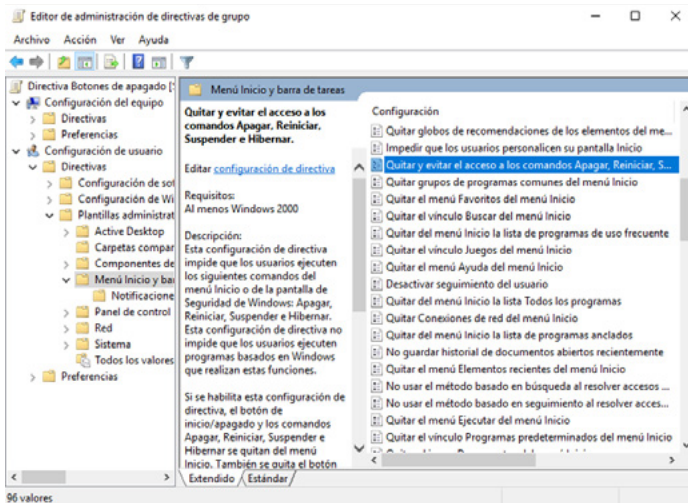 Editor de administración de directivas de grupo
Archivo Acción Ver Ayuda
Directiva Botones de apagado [
Configuración del equipo
Directivas
Preferencias
Configuración de usuario
Directivas
Configuración de sof
Configuración de Wi
Plantillas administrat
Active Desktop
Carpetas compar
Componentes de
Menú Inicio y bar
Notificacione
Panel de control
Red
Sistema
Todos los valores
Preferencias
Menú Inicio y barra de tareas
Quitar y evitar el acceso a los
comandos Apagar, Reiniciar,
Suspender e Hibernar.
Editar configuración de directiva
Requisitos:
Al menos Windows 2000
Descripción:
Esta configuración de directiva
impide que los usuarios ejecuten
los siguientes comandos del
menú Inicio o de la pantalla de
Seguridad de Windows: Apagar,
Reiniciar, Suspender e Hibernar.
Esta configuración de directiva no
impide que los usuarios ejecuten
programas basados en Windows
que realizan estas funciones.
Si se habilita esta configuración de
directiva, el botón de
inicio/apagado y los comandos
Apagar, Reiniciar, Suspender e
Hibernar se quitan del menú
Inicio. También se quita el botón
Configuración
Quitar globos de recomendaciones de los elementos del me...
Impedir que los usuarios personalicen su pantalla Inicio
Quitar y evitar el acceso a los comandos Apagar, Reiniciar, S...
Quitar grupos de programas comunes del menú Inicio
Quitar el menú Favoritos del menú Inicio
Quitar el vínculo Buscar del menú Inicio
Quitar del menú Inicio la lista de programas de uso frecuente
Quitar el vínculo Juegos del menú Inicio
Quitar el menú Ayuda del menú Inicio
Desactivar seguimiento del usuario
Quitar del menú Inicio la lista Todos los programas
Quitar Conexiones de red del menú Inicio
Quitar del menú Inicio la lista de programas anclados
No guardar historial de documentos abiertos recientemente
Quitar el menú Elementos recientes del menú Inicio
No usar el método basado en búsqueda al resolver accesos ...
No usar el método basado en seguimiento al resolver acces...
Quitar el menú Ejecutar del menú Inicio
Quitar el vínculo Programas predeterminados del menú Inicio
Extendido Estándar
96 valores